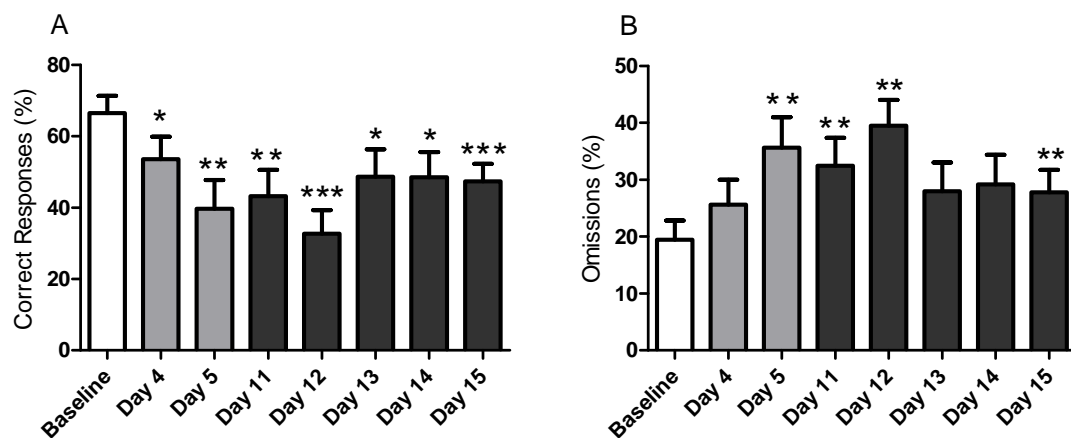 A
Correct Responses (%)
80
60
40
20
0
*
**
**
***
*
*
***
Baseline
Day 4
Day 5
Day 11
Day 12
Day 13
Day 14
Day 15
B
Omissions (%)
50
40
30
20
10
0
**
**
**
**
Baseline
Day 4
Day 5
Day 11
Day 12
Day 13
Day 14
Day 15